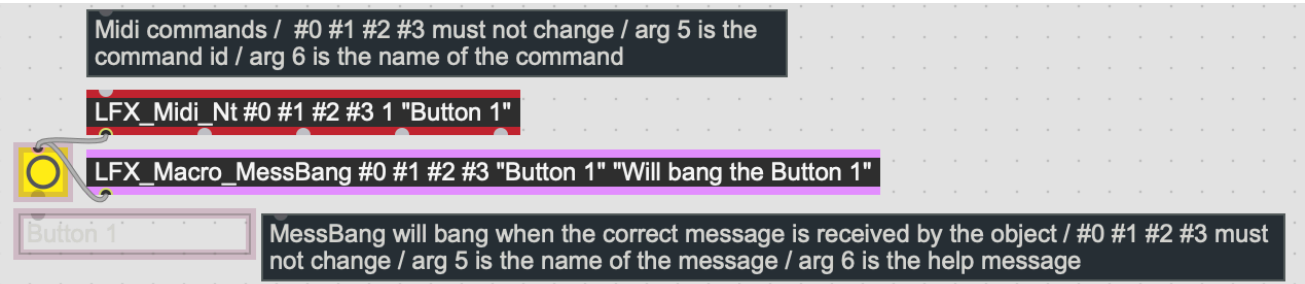 Midi commands /  #0 #1 #2 #3 must not change / arg 5 is the
command id / arg 6 is the name of the command
LFX_Midi_Nt #0 #1 #2 #3 1 "Button 1"
LFX_Macro_MessBang #0 #1 #2 #3 "Button 1" "Will bang the Button 1"
Button 1
MessBang will bang when the correct message is received by the object / #0 #1 #2 #3 must
not change / arg 5 is the name of the message / arg 6 is the help message